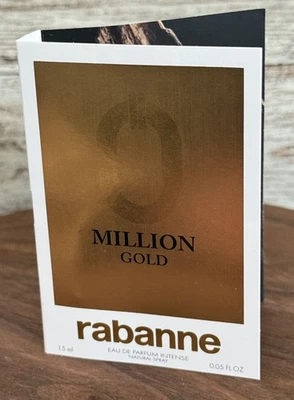 MILLION
GOLD
rabanne
1.5 ml EAU DE PARFUM INTENSE 0.05 FL OZ
NATURAL SPRAY